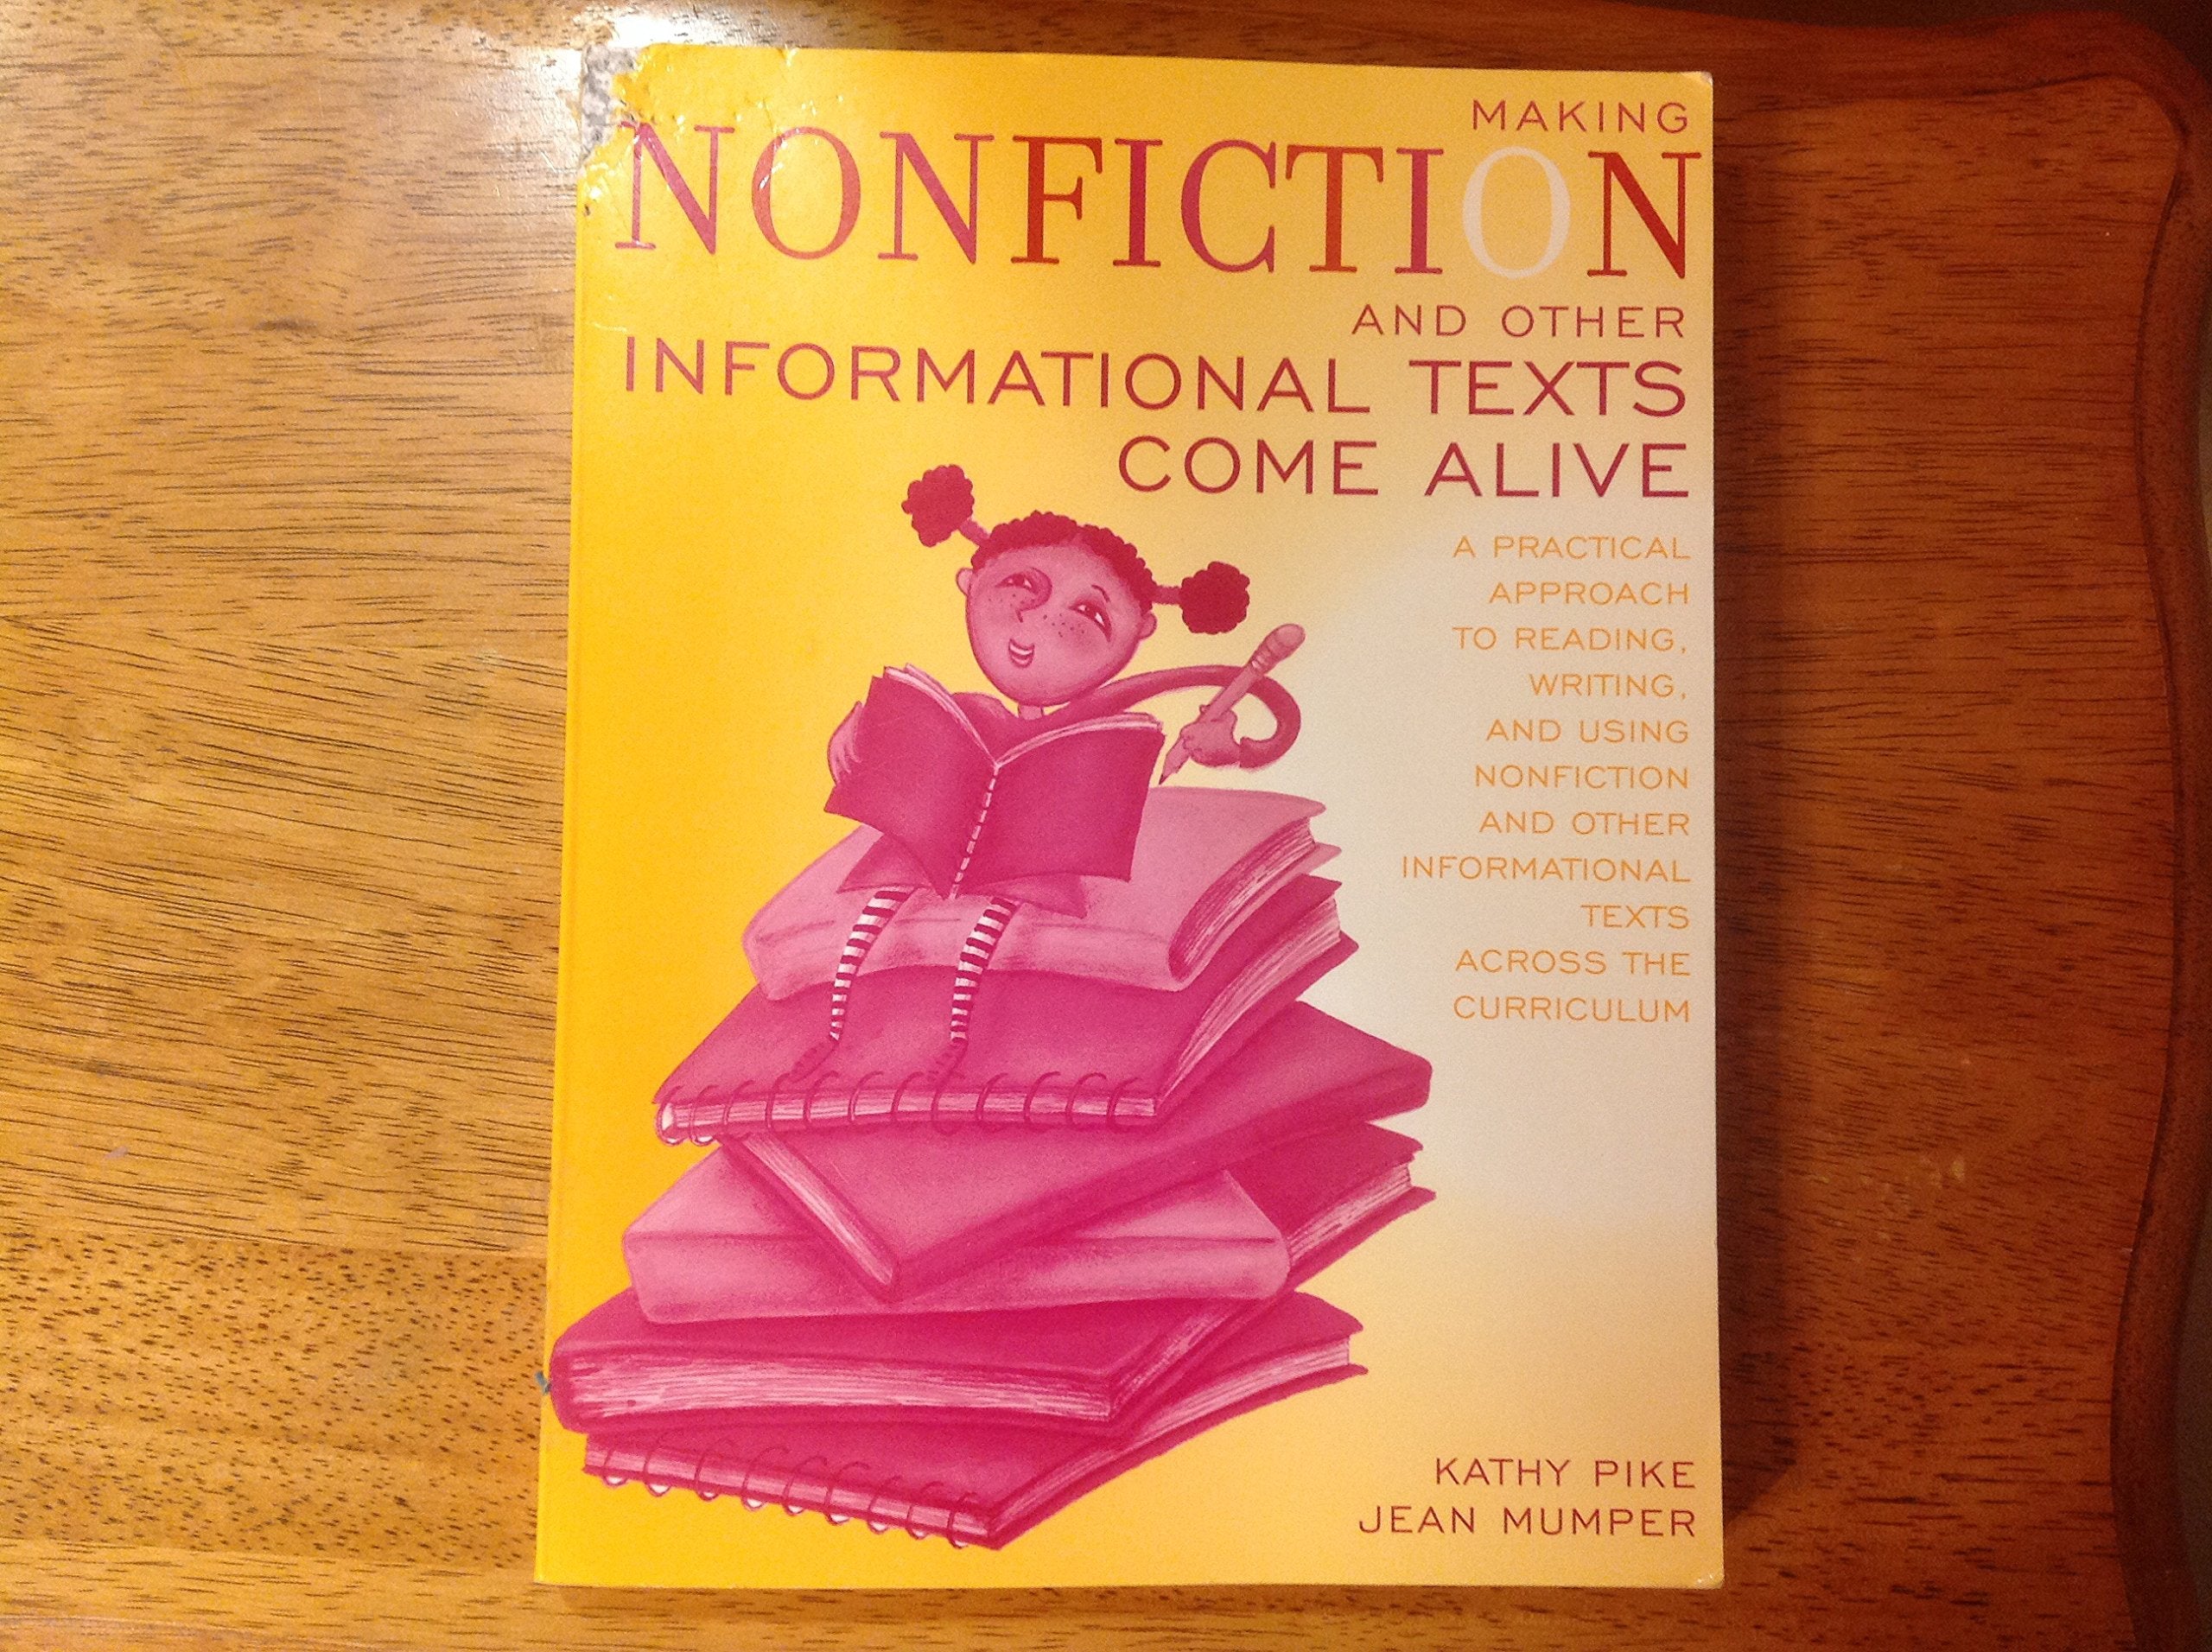 MAKING
NONFICTION
AND OTHER
INFORMATIONAL TEXTS
COME ALIVE
A PRACTICAL
APPROACH
TO READING,
WRITING,
AND USING
NONFICTION
AND OTHER
INFORMATIONAL
TEXTS
ACROSS THE
CURRICULUM
KATHY PIKE
JEAN MUMPER